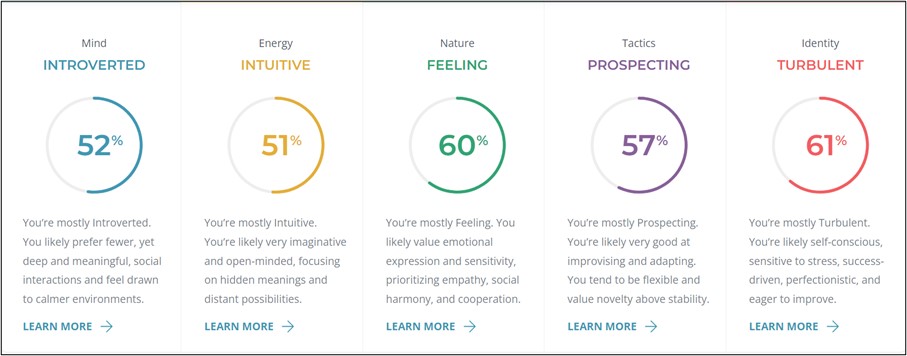 Mind
INTROVERTED
52%
You're mostly Introverted.
You likely prefer fewer, yet
deep and meaningful, social
interactions and feel drawn
to calmer environments.
LEARN MORE →
Energy
INTUITIVE
51%
You're mostly Intuitive.
You're likely very imaginative
and open-minded, focusing
on hidden meanings and
distant possibilities.
LEARN MORE →
Nature
FEELING
60%
You're mostly Feeling. You
likely value emotional
expression and sensitivity,
prioritizing empathy, social
harmony, and cooperation.
LEARN MORE →
Tactics
PROSPECTING
57%
You're mostly Prospecting.
You're likely very good at
improvising and adapting.
You tend to be flexible and
value novelty above stability.
LEARN MORE →
Identity
TURBULENT
61%
You're mostly Turbulent.
You're likely self-conscious,
sensitive to stress, success-
driven, perfectionistic, and
eager to improve.
LEARN MORE →